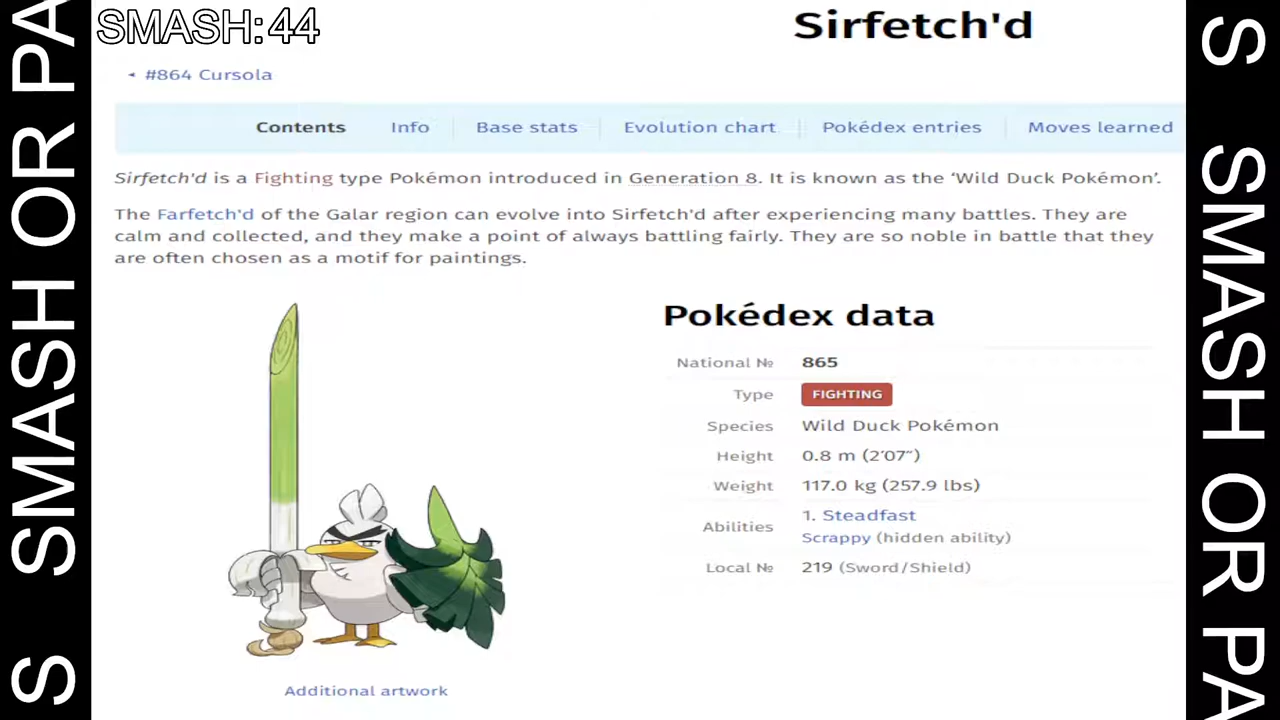 SMASH:44
Sirfetch'd
◂ #864 Cursola
Contents Info Base stats Evolution chart Pokédex entries Moves learned
Sirfetch'd is a Fighting type Pokémon introduced in Generation 8. It is known as the ‘Wild Duck Pokémon’.
The Farfetch'd of the Galar region can evolve into Sirfetch'd after experiencing many battles. They are
calm and collected, and they make a point of always battling fairly. They are so noble in battle that they
are often chosen as a motif for paintings.
Pokédex data
National № 865
Type FIGHTING
Species Wild Duck Pokémon
Height 0.8 m (2′07″)
Weight 117.0 kg (257.9 lbs)
Abilities 1. Steadfast
Scrappy (hidden ability)
Local № 219 (Sword/Shield)
Additional artwork
S SMASH OR PA
S SMASH OR PA